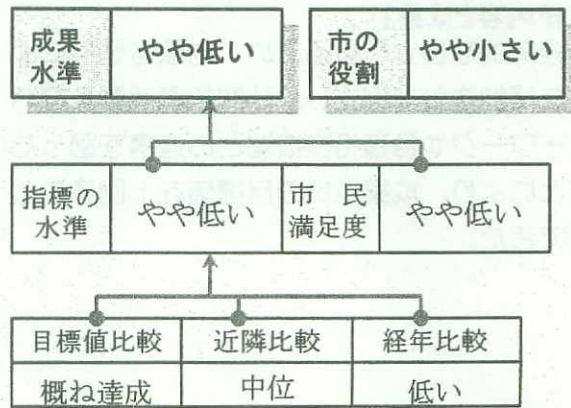 成果水準 やや低い 市の役割 やや小さい
指標の水準 やや低い 市民満足度 やや低い
目標値比較 近隣比較 経年比較
概ね達成 中位 低い